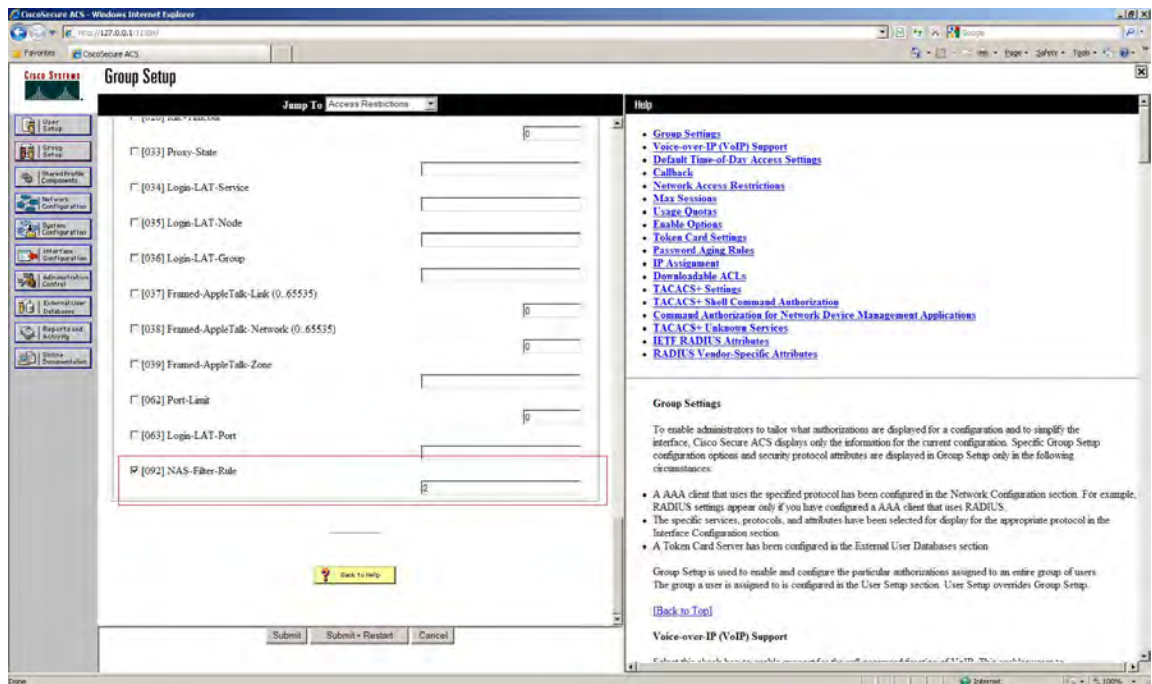 CiscoSecure ACS - Windows Internet Explorer
Favorites
CiscoSecure ACS
Page
Safety
Tools
Cisco Systems
Group Setup
User Setup
Group Setup
Shared Profile Components
Network Configuration
System Configuration
Interface Configuration
Administration Control
External User Databases
Reports and Activity
Online Documentation
Jump To Access Restrictions
0
[033] Proxy-State
[034] Login-LAT-Service
[035] Login-LAT-Node
[036] Login-LAT-Group
[037] Framed-AppleTalk-Link (0..65535)
0
[038] Framed-AppleTalk-Network (0..65535)
0
[039] Framed-AppleTalk-Zone
[062] Port-Limit
0
[063] Login-LAT-Port
[092] NAS-Filter-Rule
2
Back to Help
Submit
Submit + Restart
Cancel
Help
Group Settings
Voice-over-IP (VoIP) Support
Default Time-of-Day Access Settings
Callback
Network Access Restrictions
Max Sessions
Usage Quotas
Enable Options
Token Card Settings
Password Aging Rules
IP Assignment
Downloadable ACLs
TACACS+ Settings
TACACS+ Shell Command Authorization
Command Authorization for Network Device Management Applications
TACACS+ Unknown Services
IETF RADIUS Attributes
RADIUS Vendor-Specific Attributes
Group Settings
To enable administrators to tailor what authorizations are displayed for a configuration and to simplify the
interface, Cisco Secure ACS displays only the information for the current configuration. Specific Group Setup
configuration options and security protocol attributes are displayed in Group Setup only in the following
circumstances:
A AAA client that uses the specified protocol has been configured in the Network Configuration section. For example,
RADIUS settings appear only if you have configured a AAA client that uses RADIUS.
The specific services, protocols, and attributes have been selected for display for the appropriate protocol in the
Interface Configuration section
A Token Card Server has been configured in the External User Databases section
Group Setup is used to enable and configure the particular authorizations assigned to an entire group of users.
The group a user is assigned to is configured in the User Setup section. User Setup overrides Group Setup.
[Back to Top]
Voice-over-IP (VoIP) Support
Done
Internet
100%